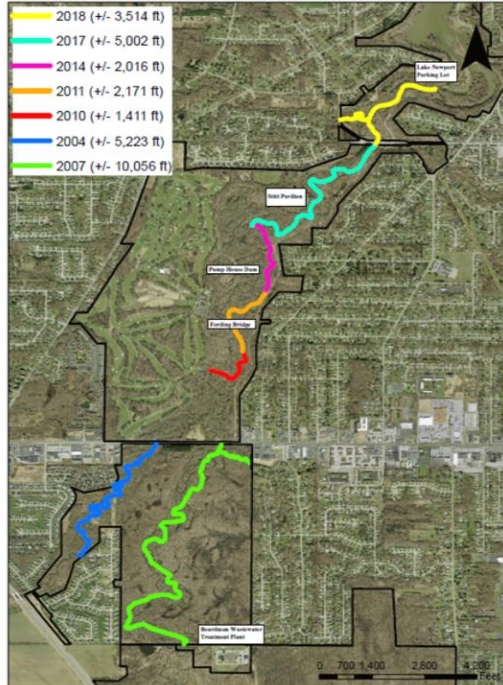 2018 (+/- 3,514 ft)
2017 (+/- 5,002 ft)
2014 (+/- 2,016 ft)
2011 (+/- 2,171 ft)
2010 (+/- 1,411 ft)
2004 (+/- 5,223 ft)
2007 (+/- 10,056 ft)
Lake Newport
Parking Lot
Stitt Pavilion
Pump House Dam
Fording Bridge
Boardman Wastewater
Treatment Plant
0 700 1,400 2,800 4,200
Feet